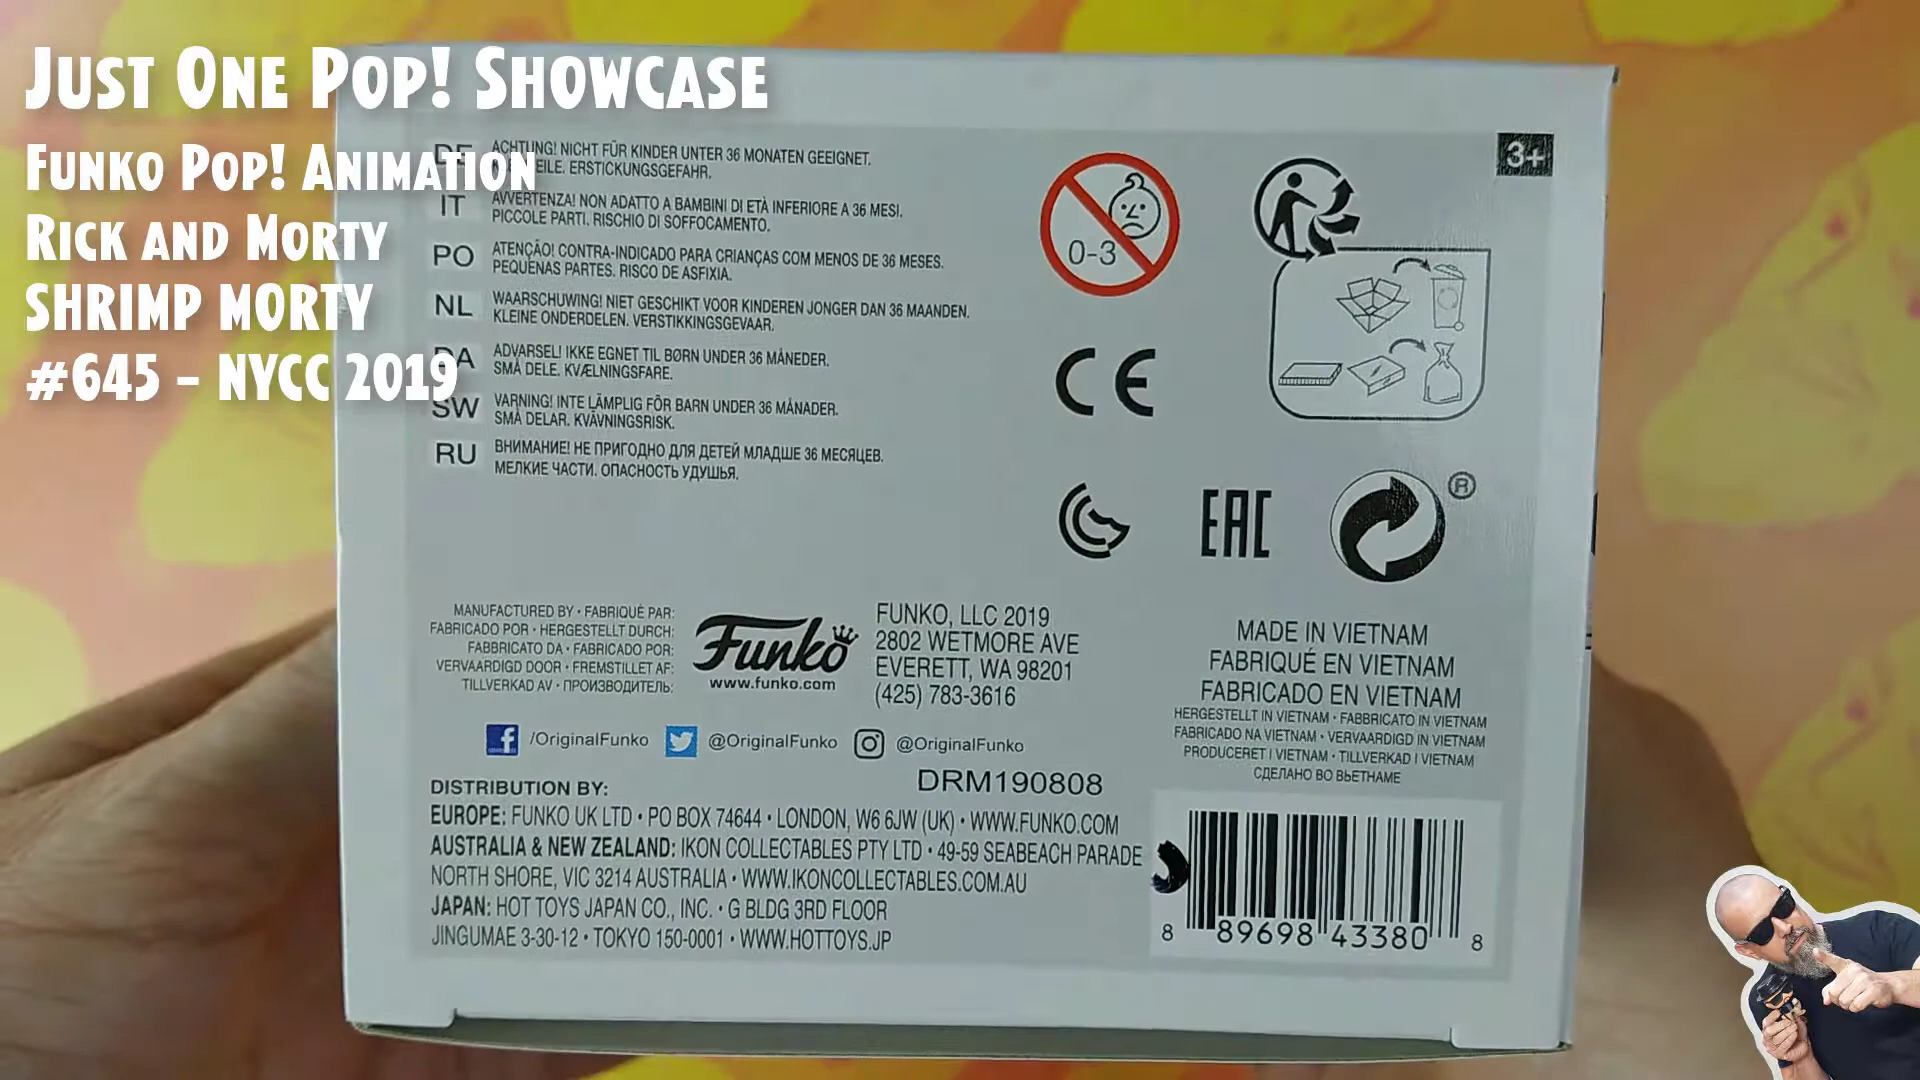 JUST ONE POP! SHOWCASE
FUNKO POP! ANIMATION
RICK AND MORTY
SHRIMP MORTY
#645 - NYCC 2019
ACHTUNG! NICHT FÜR KINDER UNTER 36 MONATEN GEEIGNET.
ERSTICKUNGSGEFAHR.
IT AVVERTENZA! NON ADATTO A BAMBINI DI ETÀ INFERIORE A 36 MESI.
PICCOLE PARTI. RISCHIO DI SOFFOCAMENTO.
PO ATENÇÃO! CONTRA-INDICADO PARA CRIANÇAS COM MENOS DE 36 MESES.
PEQUENAS PARTES. RISCO DE ASFIXIA.
NL WAARSCHUWING! NIET GESCHIKT VOOR KINDEREN JONGER DAN 36 MAANDEN.
KLEINE ONDERDELEN. VERSTIKKINGSGEVAAR.
DA ADVARSEL! IKKE EGNET TIL BØRN UNDER 36 MÅNEDER.
SMÅ DELE. KVÆLNINGSFARE.
SW VARNING! INTE LÄMPLIG FÖR BARN UNDER 36 MÅNADER.
SMÅ DELAR. KVÄVNINGSRISK.
RU ВНИМАНИЕ! НЕ ПРИГОДНО ДЛЯ ДЕТЕЙ МЛАДШЕ 36 МЕСЯЦЕВ.
МЕЛКИЕ ЧАСТИ. ОПАСНОСТЬ УДУШЬЯ.
0-3
3+
CE
EAC
®
MANUFACTURED BY • FABRIQUÉ PAR:
FABRICADO POR • HERGESTELLT DURCH:
FABBRICATO DA • FABRICADO POR:
VERVAARDIGD DOOR • FREMSTILLET AF:
TILLVERKAD AV • ПРОИЗВОДИТЕЛЬ:
Funko
www.funko.com
FUNKO, LLC 2019
2802 WETMORE AVE
EVERETT, WA 98201
(425) 783-3616
MADE IN VIETNAM
FABRIQUÉ EN VIETNAM
FABRICADO EN VIETNAM
HERGESTELLT IN VIETNAM • FABBRICATO IN VIETNAM
FABRICADO NA VIETNAM • VERVAARDIGD IN VIETNAM
PRODUCERET I VIETNAM • TILLVERKAD I VIETNAM
СДЕЛАНО ВО ВЬЕТНАМЕ
/OriginalFunko @OriginalFunko @OriginalFunko
DRM190808
DISTRIBUTION BY:
EUROPE: FUNKO UK LTD • PO BOX 74644 • LONDON, W6 6JW (UK) • WWW.FUNKO.COM
AUSTRALIA & NEW ZEALAND: IKON COLLECTABLES PTY LTD • 49-59 SEABEACH PARADE
NORTH SHORE, VIC 3214 AUSTRALIA • WWW.IKONCOLLECTABLES.COM.AU
JAPAN: HOT TOYS JAPAN CO., INC. • G BLDG 3RD FLOOR
JINGUMAE 3-30-12 • TOKYO 150-0001 • WWW.HOTTOYS.JP
8 89698 43380 8